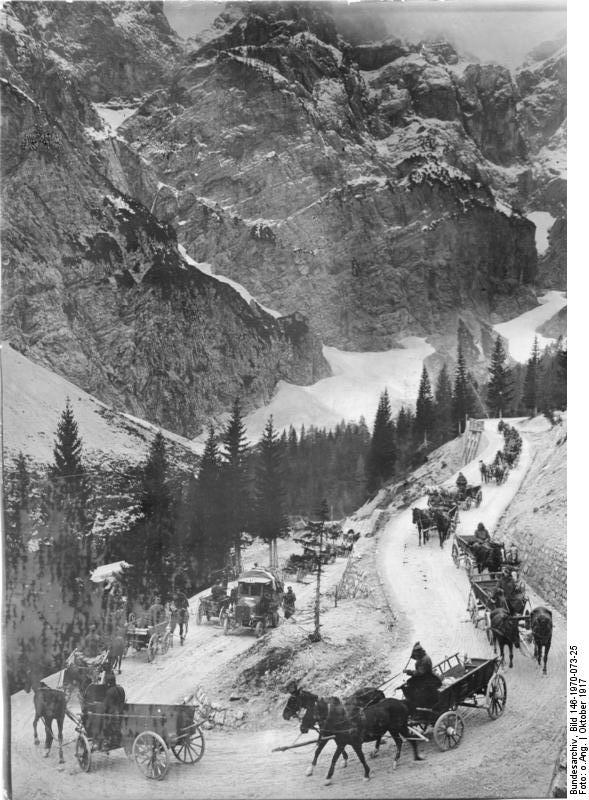 Bundesarchiv, Bild 146-1970-073-25
Foto: o.Ang. | Oktober 1917